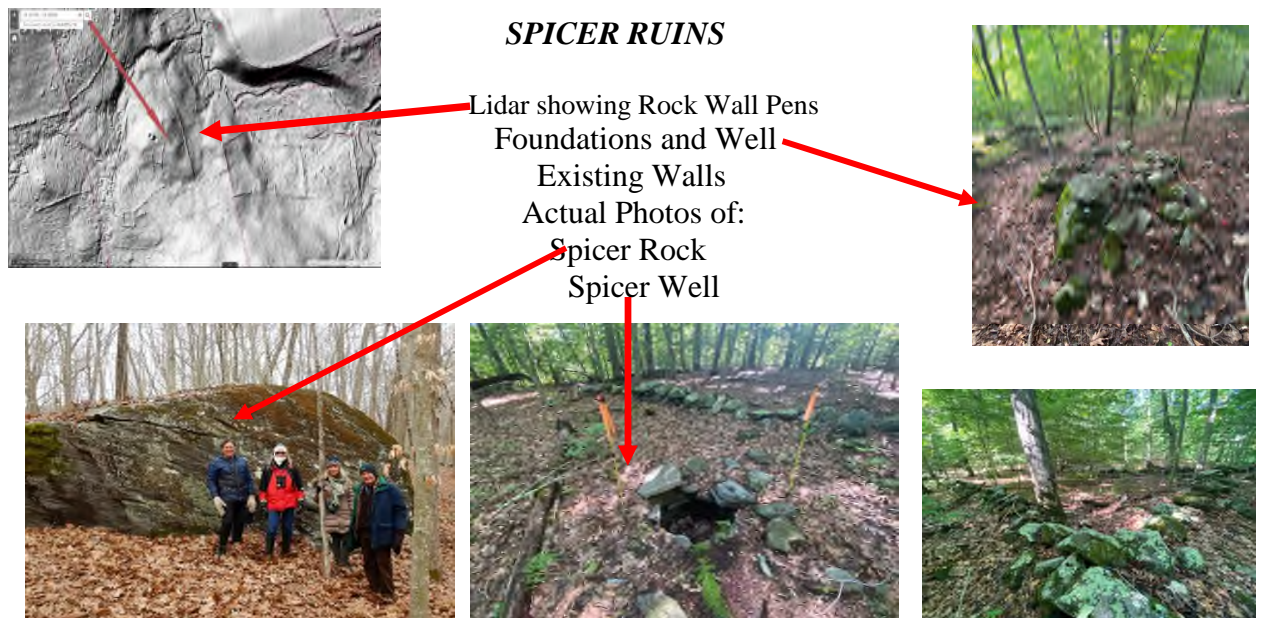 SPICER RUINS
Lidar showing Rock Wall Pens
Foundations and Well
Existing Walls
Actual Photos of:
Spicer Rock
Spicer Well